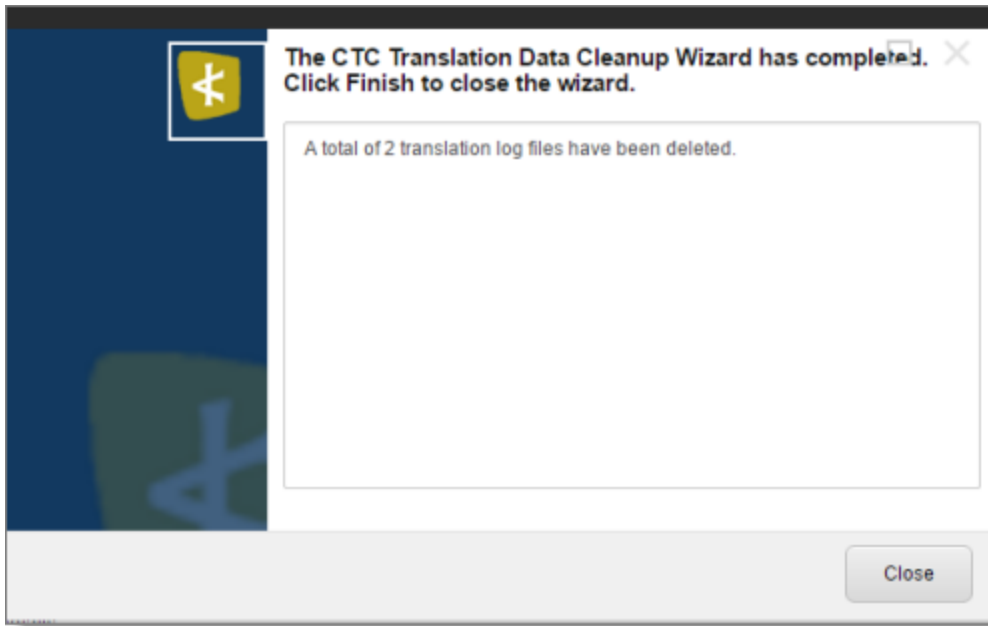 The CTC Translation Data Cleanup Wizard has completed.
Click Finish to close the wizard.
A total of 2 translation log files have been deleted.
Close